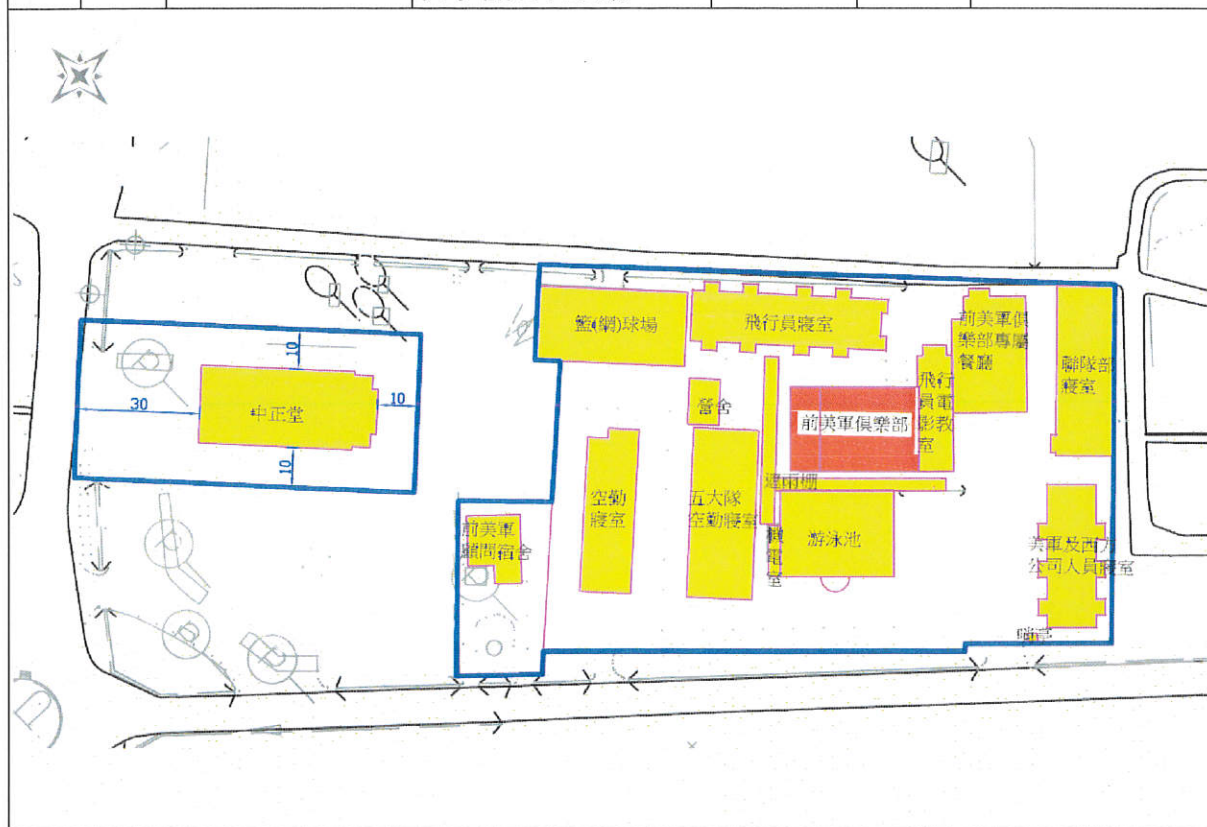 籃(網)球場
飛行員寢室
前美軍俱
樂部專屬
餐廳
聯隊部
寢室
10
30
中正堂
10
10
營舍
前美軍俱樂部
飛行
員電
影教
室
空勤
寢室
五大隊
空勤寢室
遮雨棚
機電室
游泳池
前美軍
顧問宿舍
美軍及西方
公司人員寢室